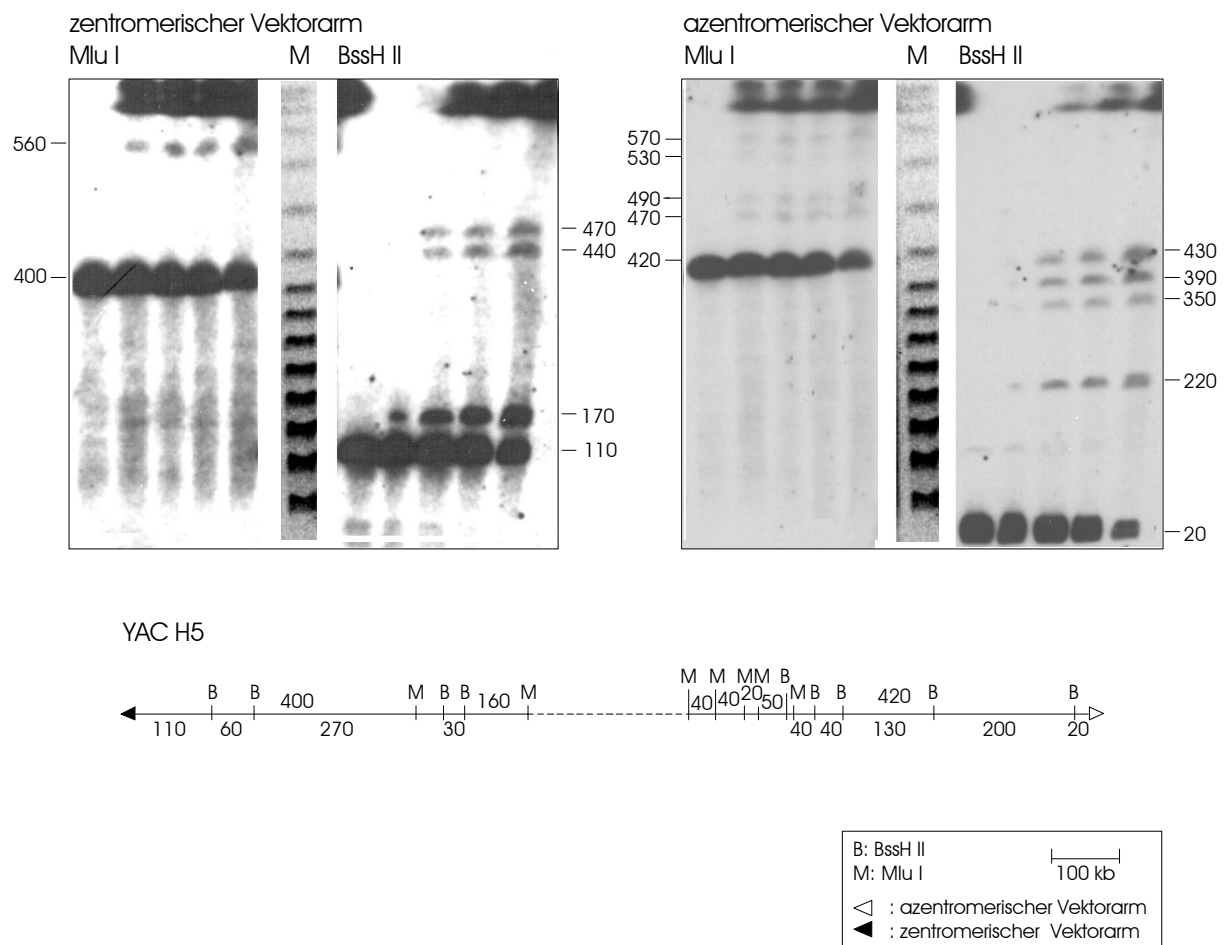 zentromerischer Vektorarm
Mlu I M BssH II
560
400
470
440
170
110
azentromerischer Vektorarm
Mlu I M BssH II
570
530
490
470
420
430
390
350
220
20
YAC H5
B B M B B M M M M M B M B B B B
400 160 40 40 20 50 420
110 60 270 30 40 40 130 200 20
B: BssH II
M: Mlu I
100 kb
: azentromerischer Vektorarm
: zentromerischer Vektorarm